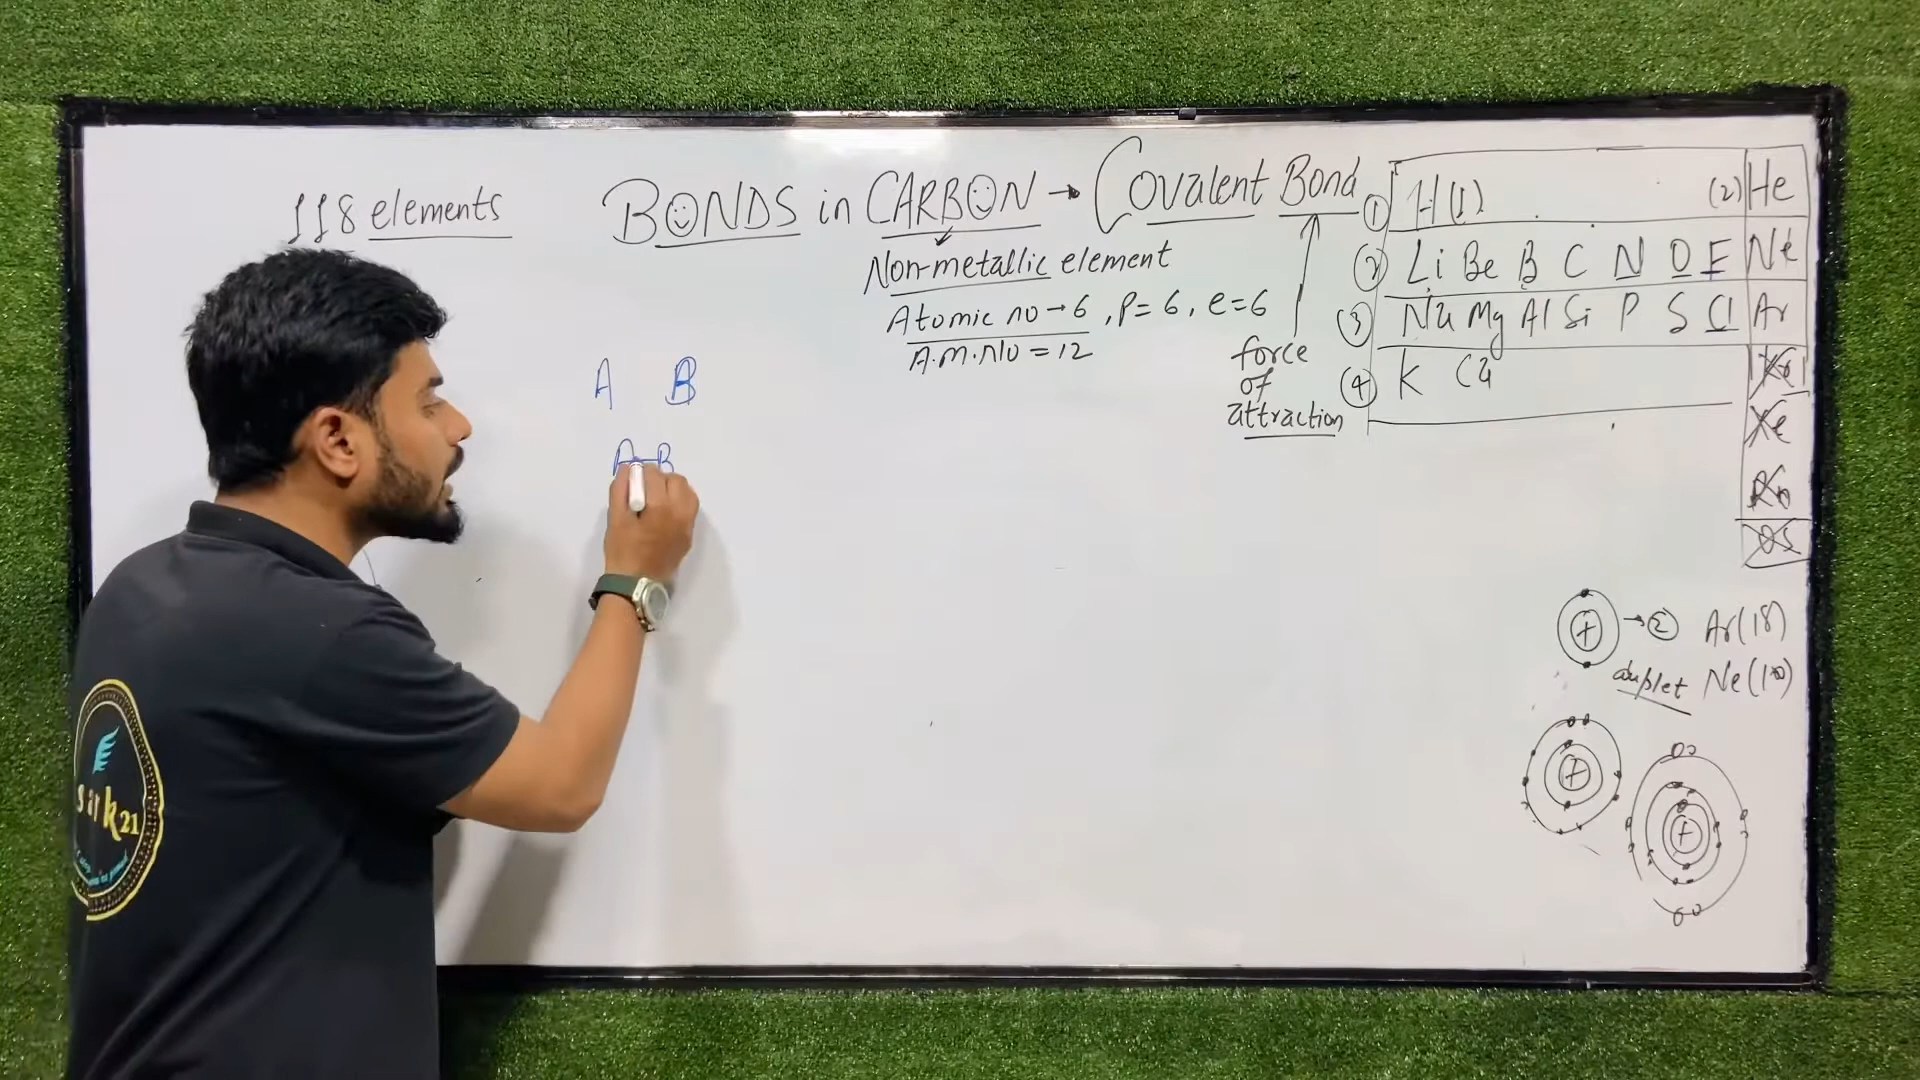 118 elements
BONDS in CARBON → Covalent Bond
Non-metallic element
Atomic no → 6, P = 6, e = 6
A.M.No = 12
force
of
attraction
A B
A-B
① H(1) (2) He
② Li Be B C N O F Ne
③ Na Mg Al Si P S Cl Ar
④ K Ca Kr
Xe
Rn
Os
+ → ② Ar(18)
duplet Ne(10)
+
+
21